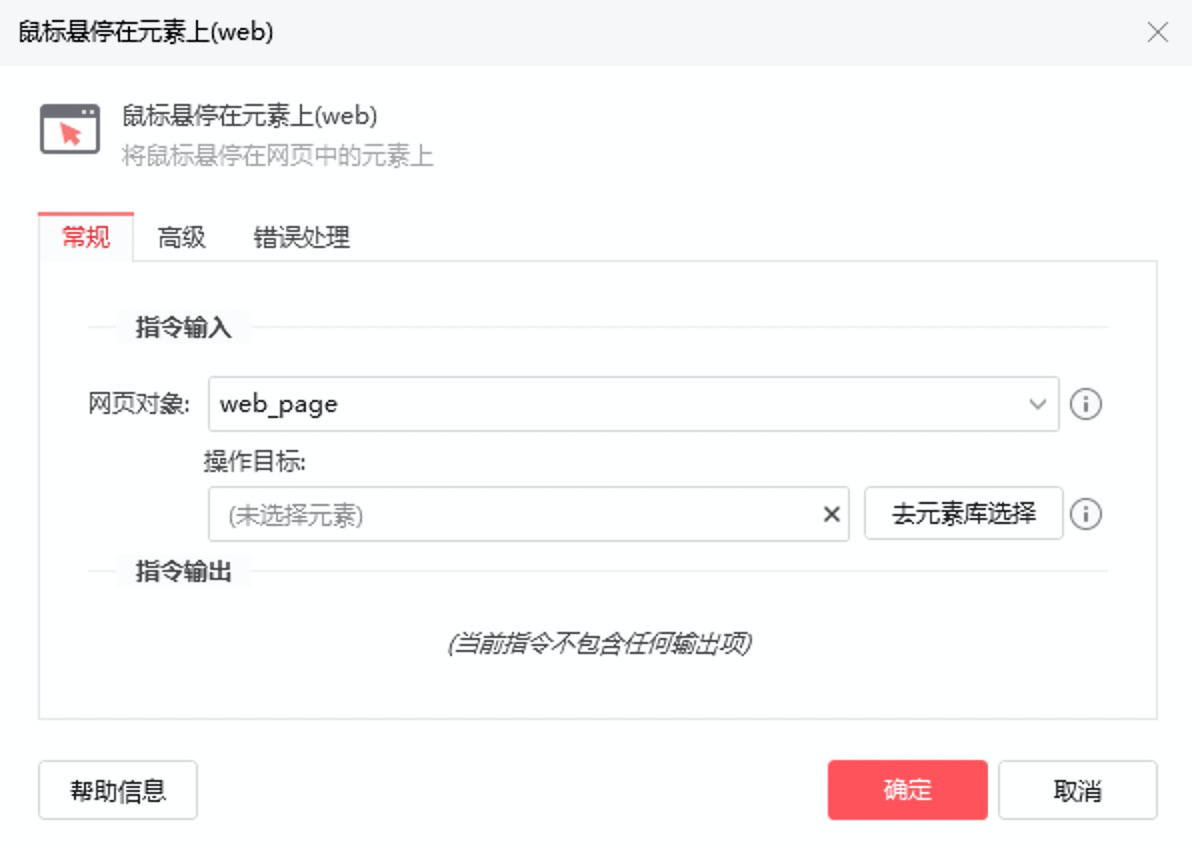 鼠标悬停在元素上(web)
鼠标悬停在元素上(web)
将鼠标悬停在网页中的元素上
常规 高级 错误处理
指令输入
网页对象: web_page
操作目标:
(未选择元素) 去元素库选择
指令输出
(当前指令不包含任何输出项)
帮助信息 确定 取消